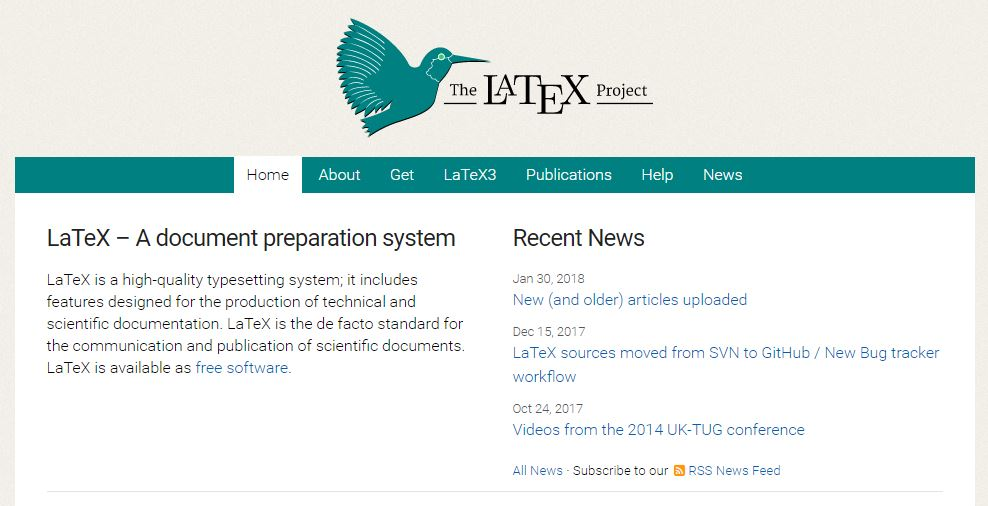 The LATEX Project
Home About Get LaTeX3 Publications Help News
LaTeX – A document preparation system
LaTeX is a high-quality typesetting system; it includes
features designed for the production of technical and
scientific documentation. LaTeX is the de facto standard for
the communication and publication of scientific documents.
LaTeX is available as free software.
Recent News
Jan 30, 2018
New (and older) articles uploaded
Dec 15, 2017
LaTeX sources moved from SVN to GitHub / New Bug tracker
workflow
Oct 24, 2017
Videos from the 2014 UK-TUG conference
All News · Subscribe to our RSS News Feed